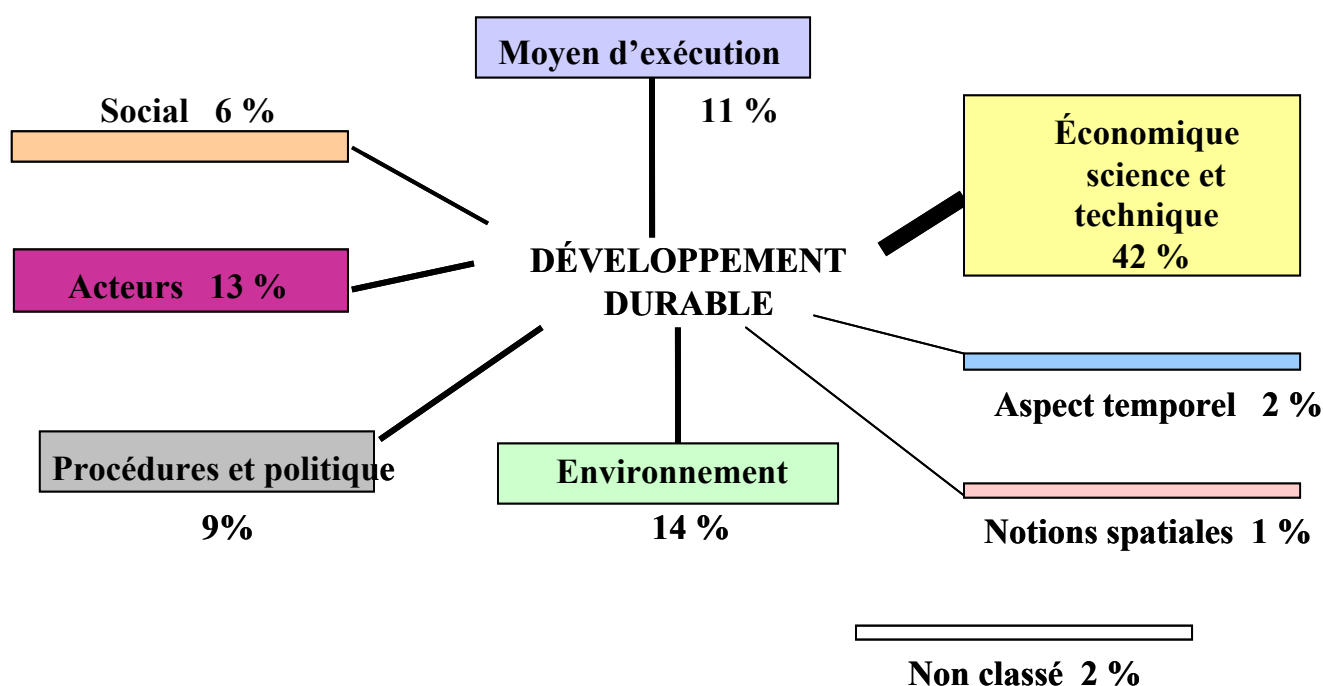 Moyen d’exécution
11 %
Social 6 %
Économique
science et
technique
42 %
Acteurs 13 %
DÉVELOPPEMENT
DURABLE
Aspect temporel 2 %
Procédures et politique
9%
Environnement
14 %
Notions spatiales 1 %
Non classé 2 %